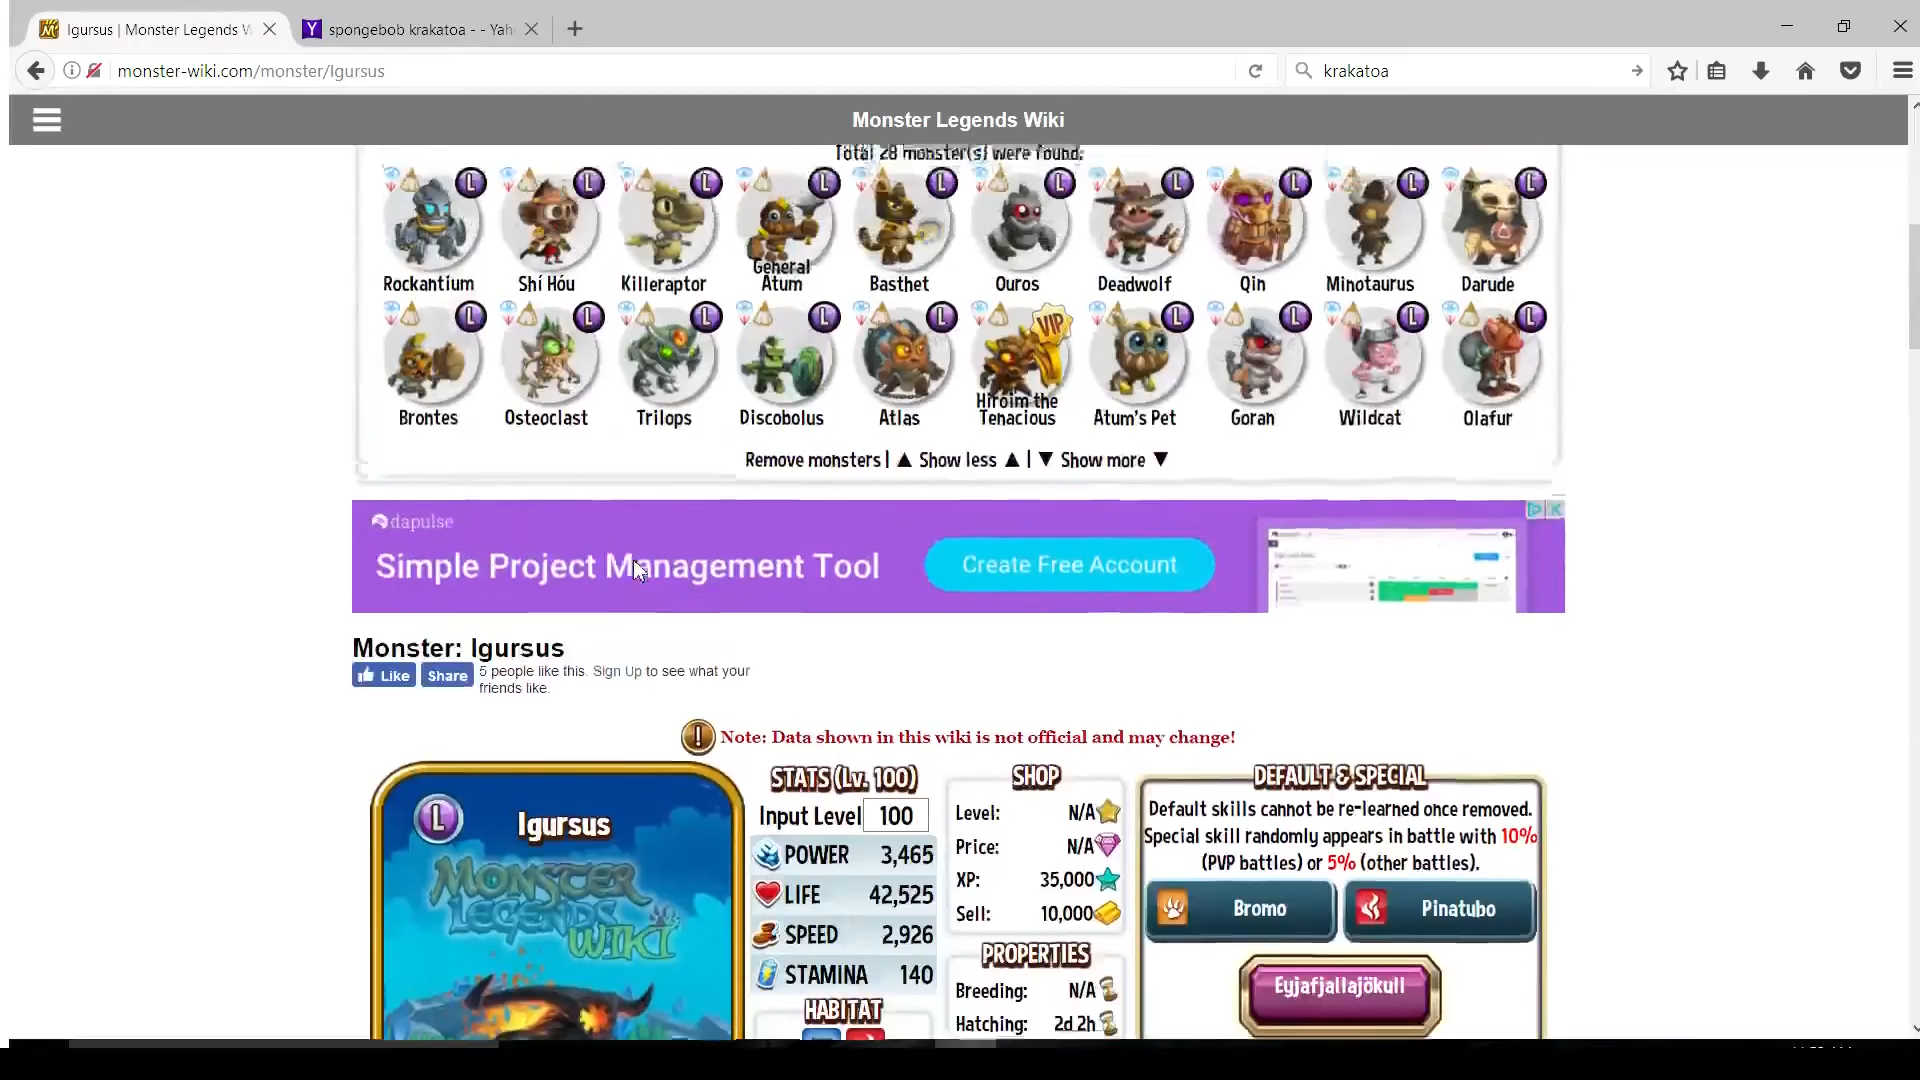 Igursus | Monster Legends W
spongebob krakatoa - - Yah
monster-wiki.com/monster/Igursus
krakatoa
Monster Legends Wiki
Total 28 monster(s) were found.
Rockantium
Shí Hóu
Killeraptor
General Atum
Basthet
Ouros
Deadwolf
Qin
Minotaurus
Darude
Brontes
Osteoclast
Trilops
Discobolus
Atlas
VIP
Hiroim the Tenacious
Atum's Pet
Goran
Wildcat
Olafur
Remove monsters | ▲ Show less ▲ | ▼ Show more ▼
dapulse
Simple Project Management Tool
Create Free Account
Monster: Igursus
Like
Share
5 people like this. Sign Up to see what your
friends like.
Note: Data shown in this wiki is not official and may change!
L
Igursus
MONSTER
LEGENDS
WIKI
STATS (Lv. 100)
Input Level 100
POWER 3,465
LIFE 42,525
SPEED 2,926
STAMINA 140
HABITAT
SHOP
Level: N/A
Price: N/A
XP: 35,000
Sell: 10,000
PROPERTIES
Breeding: N/A
Hatching: 2d 2h
DEFAULT & SPECIAL
Default skills cannot be re-learned once removed.
Special skill randomly appears in battle with 10%
(PVP battles) or 5% (other battles).
Bromo
Pinatubo
Eyjafjallajökull